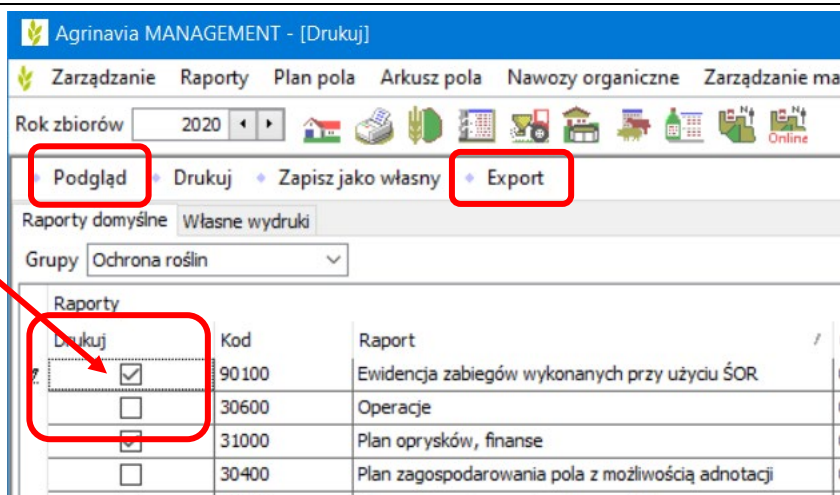 Agrinavia MANAGEMENT - [Drukuj]
Zarządzanie Raporty Plan pola Arkusz pola Nawozy organiczne Zarządzanie ma
Rok zbiorów 2020 Online
Podgląd Drukuj Zapisz jako własny Export
Raporty domyślne Własne wydruki
Grupy Ochrona roślin
Raporty
Drukuj Kod Raport
90100 Ewidencja zabiegów wykonanych przy użyciu ŚOR
30600 Operacje
31000 Plan oprysków, finanse
30400 Plan zagospodarowania pola z możliwością adnotacji